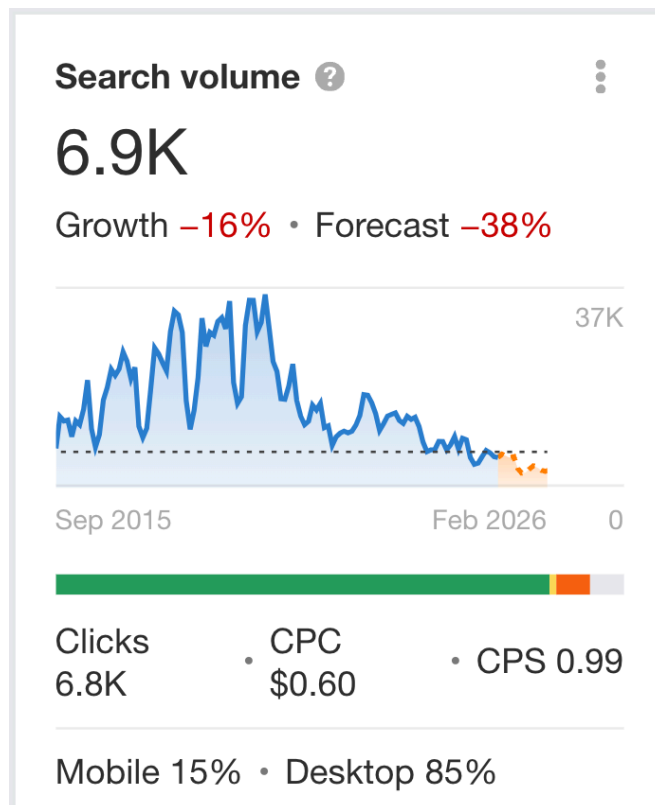 Search volume ?
6.9K
Growth –16% • Forecast –38%
37K
Sep 2015 Feb 2026 0
Clicks • CPC • CPS 0.99
6.8K $0.60
Mobile 15% • Desktop 85%